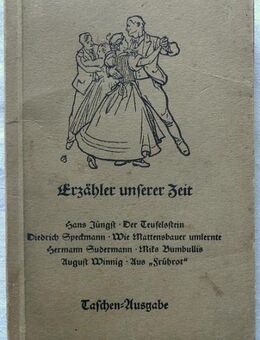 Erzähler unserer Zeit
Hans Jüngst · Der Teufelsstein
Diedrich Speckmann · Wie Mattensbauer umlernte
Hermann Sudermann · Miks Bumbullis
August Winnig · Aus „Frührot“
Taschen-Ausgabe